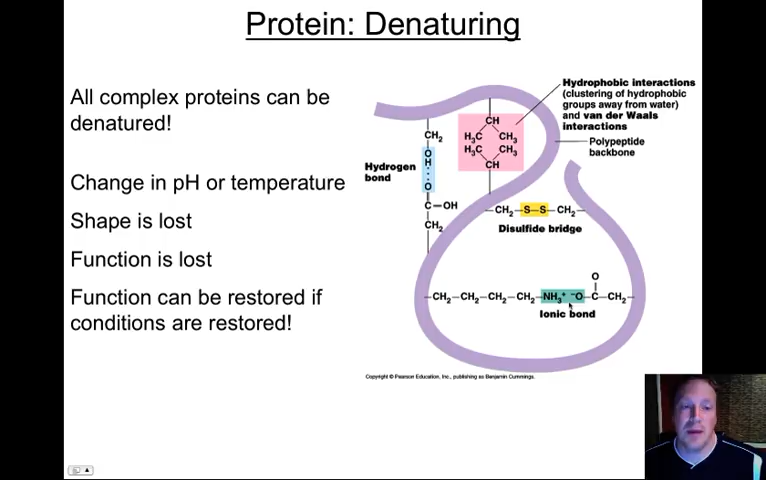 Protein: Denaturing
All complex proteins can be
denatured!
Change in pH or temperature
Shape is lost
Function is lost
Function can be restored if
conditions are restored!
Hydrophobic interactions
(clustering of hydrophobic
groups away from water)
and van der Waals
interactions
Polypeptide
backbone
CH
H₃C CH₃
H₃C CH₃
CH
CH₂
O
H
O
C—OH
CH₂
Hydrogen
bond
CH₂—S—S—CH₂
Disulfide bridge
O
—CH₂—CH₂—CH₂—CH₂—NH₃⁺ ⁻O—C—CH₂—
Ionic bond
Copyright © Pearson Education, Inc., publishing as Benjamin Cummings.